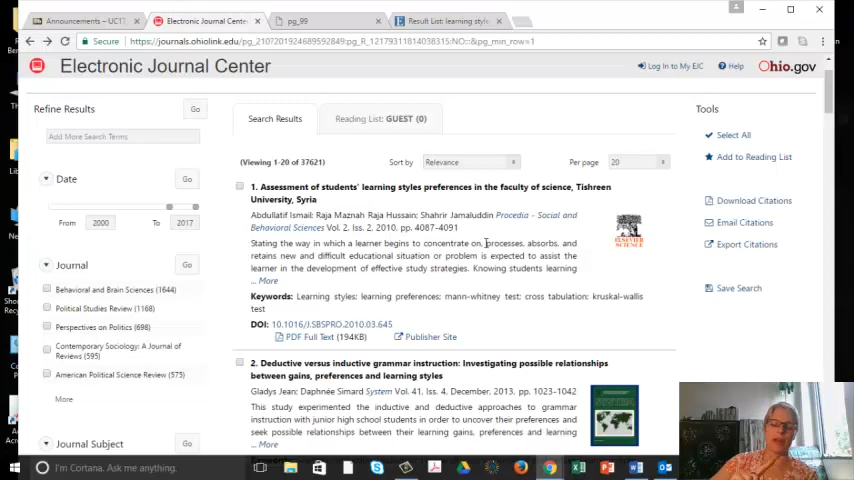 Announcements – UC1T
Electronic Journal Cente
pg_99
Result List: learning style
Secure
https://journals.ohiolink.edu/pg_2107201924689592849:pg_R_12179311814038315:NO:::&pg_min_row=1
Electronic Journal Center
Log In to My EJC
Help
Ohio.gov
Refine Results
Go
Add More Search Terms
Date
Go
From
2000
To
2017
Journal
Go
Behavioral and Brain Sciences (1644)
Political Studies Review (1168)
Perspectives on Politics (698)
Contemporary Sociology: A Journal of
Reviews (595)
American Political Science Review (575)
More
Journal Subject
Go
Search Results
Reading List: GUEST (0)
(Viewing 1-20 of 37621)
Sort by
Relevance
Per page
20
1. Assessment of students' learning styles preferences in the faculty of science, Tishreen
University, Syria
Abdullatif Ismail; Raja Maznah Raja Hussain; Shahrir Jamaluddin Procedia - Social and
Behavioral Sciences Vol. 2, Iss. 2, 2010, pp. 4087-4091
Stating the way in which a learner begins to concentrate on, processes, absorbs, and
retains new and difficult educational situation or problem is expected to assist the
learner in the development of effective study strategies. Knowing students learning
... More
Keywords: Learning styles; learning preferences; mann-whitney test; cross tabulation; kruskal-wallis
test
DOI: 10.1016/J.SBSPRO.2010.03.645
PDF Full Text (194KB)
Publisher Site
ELSEVIER
SCIENCE
2. Deductive versus inductive grammar instruction: Investigating possible relationships
between gains, preferences and learning styles
Gladys Jean; Daphnée Simard System Vol. 41, Iss. 4, December, 2013, pp. 1023-1042
This study experimented the inductive and deductive approaches to grammar
instruction with junior high school students in order to uncover their preferences and
seek possible relationships between their learning gains, preferences and learning
... More
SYSTEM
Tools
Select All
Add to Reading List
Download Citations
Email Citations
Export Citations
Save Search
I'm Cortana. Ask me anything.